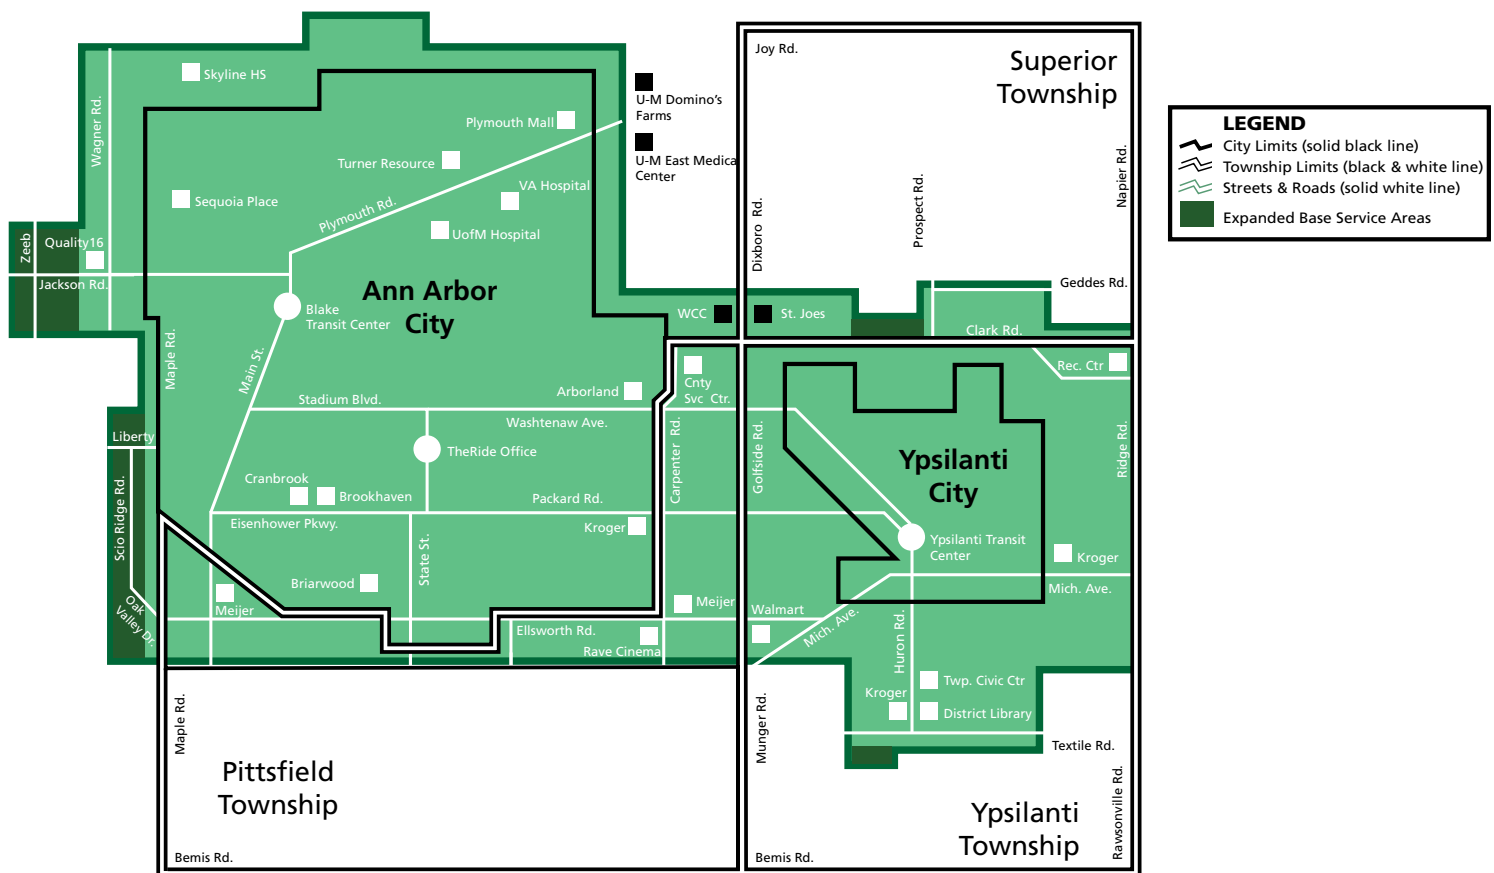 Joy Rd.
Superior
Township
Skyline HS
U-M Domino's
Farms
Wagner Rd.
Plymouth Mall
LEGEND
City Limits (solid black line)
Township Limits (black & white line)
Streets & Roads (solid white line)
Expanded Base Service Areas
Turner Resource
U-M East Medica
Center
VA Hospital
Napier Rd.
Sequoia Place
Plymouth Rd.
UofM Hospital
Prospect Rd.
Dixboro Rd.
Zeeb
Quality16
Jackson Rd.
Ann Arbor
City
Geddes Rd.
Blake
Transit Center
WCC
St. Joes
Clark Rd.
Maple Rd.
Main St.
Rec. Ctr
Cnty
Svc Ctr.
Arborland
Stadium Blvd.
Washtenaw Ave.
Liberty
TheRide Office
Carpenter Rd.
Golfside Rd.
Ypsilanti
City
Ridge Rd.
Cranbrook
Brookhaven
Packard Rd.
Scio Ridge Rd.
Eisenhower Pkwy.
Kroger
State St.
Ypsilanti Transit
Center
Kroger
Briarwood
Mich. Ave.
Oak
Valley Dr.
Meijer
Meijer
Walmart
Mich. Ave.
Ellsworth Rd.
Rave Cinema
Huron Rd.
Twp. Civic Ctr
Kroger
District Library
Maple Rd.
Munger Rd.
Textile Rd.
Pittsfield
Township
Ypsilanti
Township
Rawsonville Rd.
Bemis Rd.
Bemis Rd.